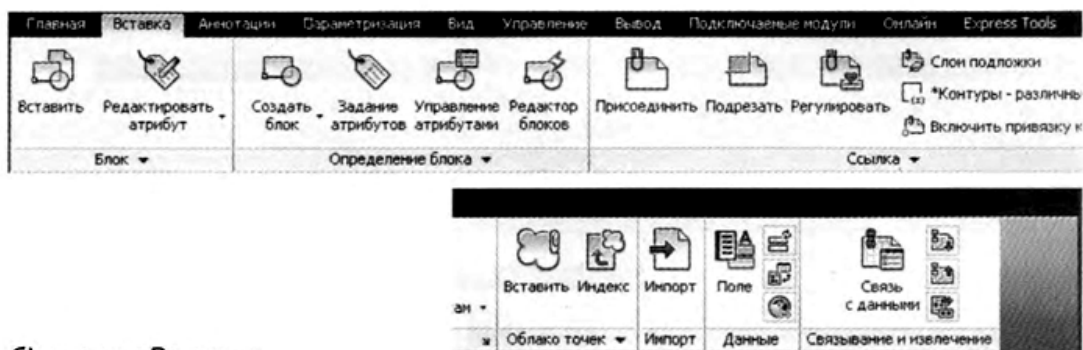 Главная Вставка Аннотации Параметризация Вид Управление Вывод Подключаемые модули Онлайн Express Tools
Вставить Редактировать атрибут Создать блок Задание атрибутов Управление атрибутами Редактор блоков Присоединить Подрезать Регулировать
Слои подложки
*Контуры - различны
Включить привязку к
Блок Определение блока Ссылка
Вставить Индекс Импорт Поле Связь с данными
ам
Облако точек Импорт Данные Связывание и извлечение